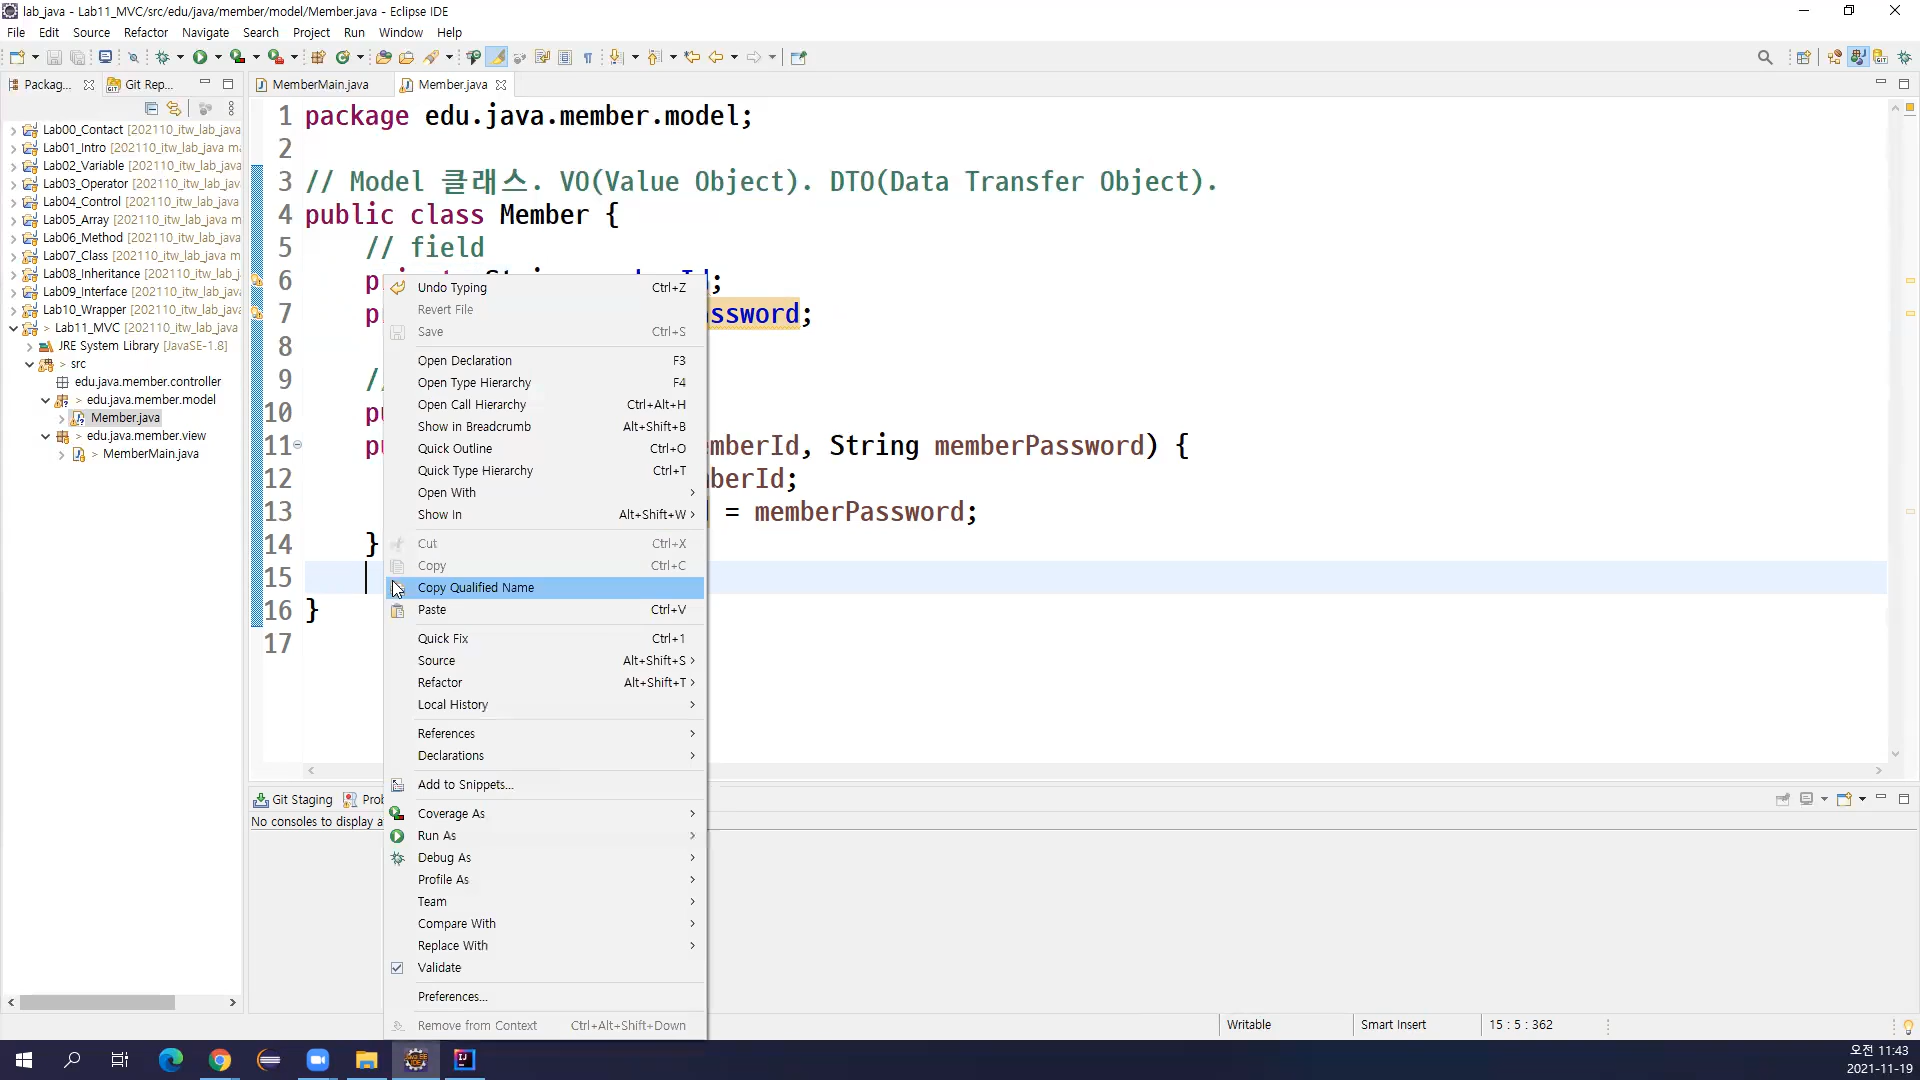 lab_java - Lab11_MVC/src/edu/java/member/model/Member.java - Eclipse IDE
File Edit Source Refactor Navigate Search Project Run Window Help
Packag... Git Rep...
MemberMain.java Member.java
Lab00_Contact [202110_itw_lab_java
Lab01_Intro [202110_itw_lab_java ma
Lab02_Variable [202110_itw_lab_java
Lab03_Operator [202110_itw_lab_java
Lab04_Control [202110_itw_lab_java
Lab05_Array [202110_itw_lab_java m
Lab06_Method [202110_itw_lab_java
Lab07_Class [202110_itw_lab_java m
Lab08_Inheritance [202110_itw_lab_j
Lab09_Interface [202110_itw_lab_java
Lab10_Wrapper [202110_itw_lab_java
> Lab11_MVC [202110_itw_lab_java
JRE System Library [JavaSE-1.8]
> src
edu.java.member.controller
> edu.java.member.model
Member.java
> edu.java.member.view
> MemberMain.java
1 package edu.java.member.model;
2
3 // Model 클래스. VO(Value Object). DTO(Data Transfer Object).
4 public class Member {
5 // field
6 ;
7 ssword;
8
9 /
10 pu
11 pu mberId, String memberPassword) {
12 berId;
13 = memberPassword;
14 }
15
16 }
17
Undo Typing Ctrl+Z
Revert File
Save Ctrl+S
Open Declaration F3
Open Type Hierarchy F4
Open Call Hierarchy Ctrl+Alt+H
Show in Breadcrumb Alt+Shift+B
Quick Outline Ctrl+O
Quick Type Hierarchy Ctrl+T
Open With
Show In Alt+Shift+W
Cut Ctrl+X
Copy Ctrl+C
Copy Qualified Name
Paste Ctrl+V
Quick Fix Ctrl+1
Source Alt+Shift+S
Refactor Alt+Shift+T
Local History
References
Declarations
Add to Snippets...
Coverage As
Run As
Debug As
Profile As
Team
Compare With
Replace With
Validate
Preferences...
Remove from Context Ctrl+Alt+Shift+Down
Git Staging Prob
No consoles to display a
Writable Smart Insert 15 : 5 : 362
오전 11:43
2021-11-19